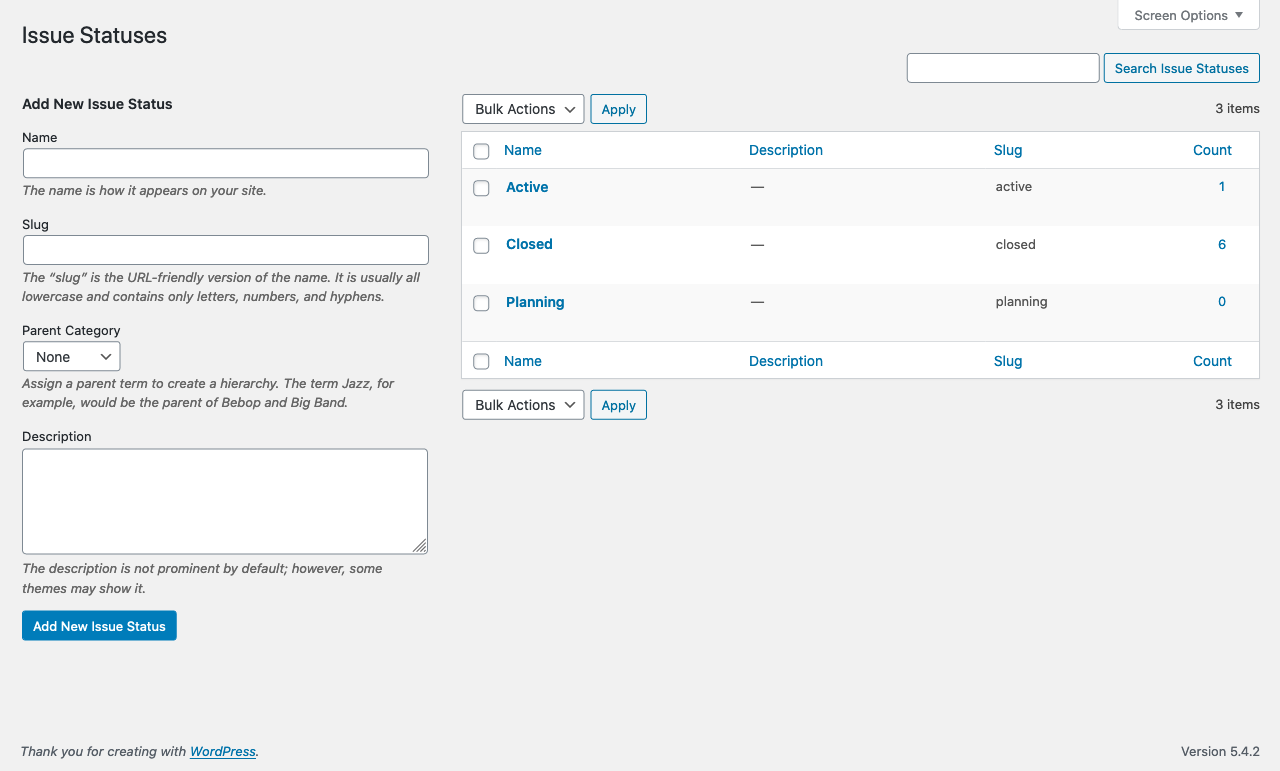 Screen Options
Issue Statuses
Search Issue Statuses
Add New Issue Status
Name
The name is how it appears on your site.
Slug
The “slug” is the URL-friendly version of the name. It is usually all
lowercase and contains only letters, numbers, and hyphens.
Parent Category
None
Assign a parent term to create a hierarchy. The term Jazz, for
example, would be the parent of Bebop and Big Band.
Description
The description is not prominent by default; however, some
themes may show it.
Add New Issue Status
Bulk Actions Apply 3 items
Name Description Slug Count
Active — active 1
Closed — closed 6
Planning — planning 0
Name Description Slug Count
Bulk Actions Apply 3 items
Thank you for creating with WordPress. Version 5.4.2